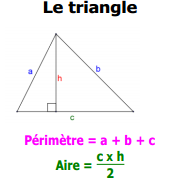 Le triangle
a
b
h
c
Périmètre = a + b + c
Aire = c x h
2